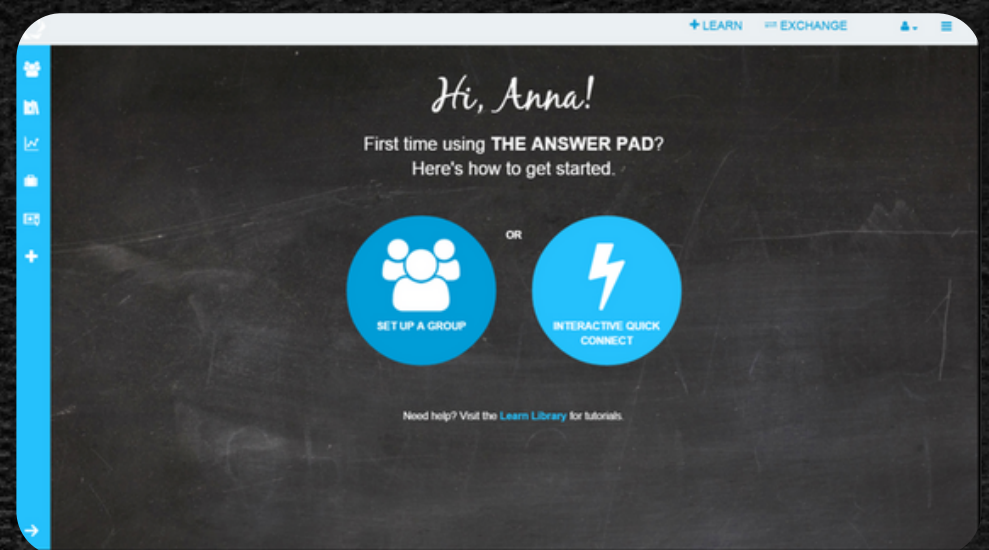 LEARN
EXCHANGE
Hi, Anna!
First time using THE ANSWER PAD?
Here's how to get started.
OR
SET UP A GROUP
INTERACTIVE QUICK
CONNECT
Need help? Visit the Learn Library for tutorials.